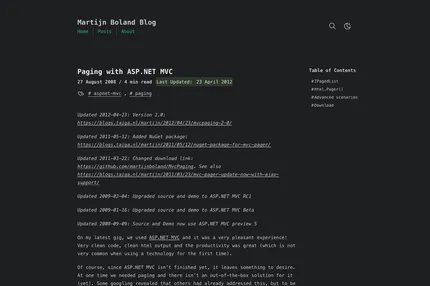 Martijn Boland Blog
Home | Posts | About
Paging with ASP.NET MVC
27 August 2008 / 4 min read Last Updated: 23 April 2012
# aspnet-mvc , # paging
Table of Contents
#IPagedList
#Html.Pager()
#Advanced scenarios
#Download
Updated 2012-04-23: Version 2.0:
https://blogs.taiga.nl/martijn/2012/04/23/mvcpaging-2-0/
Updated 2011-05-12: Added NuGet package:
https://blogs.taiga.nl/martijn/2011/05/12/nuget-package-for-mvc-pager/
Updated 2011-03-22: Changed download link:
https://github.com/martijnboland/MvcPaging. See also
https://blogs.taiga.nl/martijn/2011/03/23/mvc-pager-update-now-with-ajax-
support/
Updated 2009-02-04: Upgraded source and demo to ASP.NET MVC RC1
Updated 2009-01-16: Upgraded source and demo to ASP.NET MVC Beta
Updated 2008-09-09: Source and Demo now use ASP.NET MVC preview 5
On my latest gig, we used ASP.NET MVC and it was a very pleasant experience!
Very clean code, clean html output and the productivity was great (which is not
very common when using a technology for the first time).
Of course, since ASP.NET MVC isn't finished yet, it leaves something to desire.
At one time we needed paging and there isn't an out-of-the-box solution for it
(yet). Some googling revealed that others had already addressed this, but to be